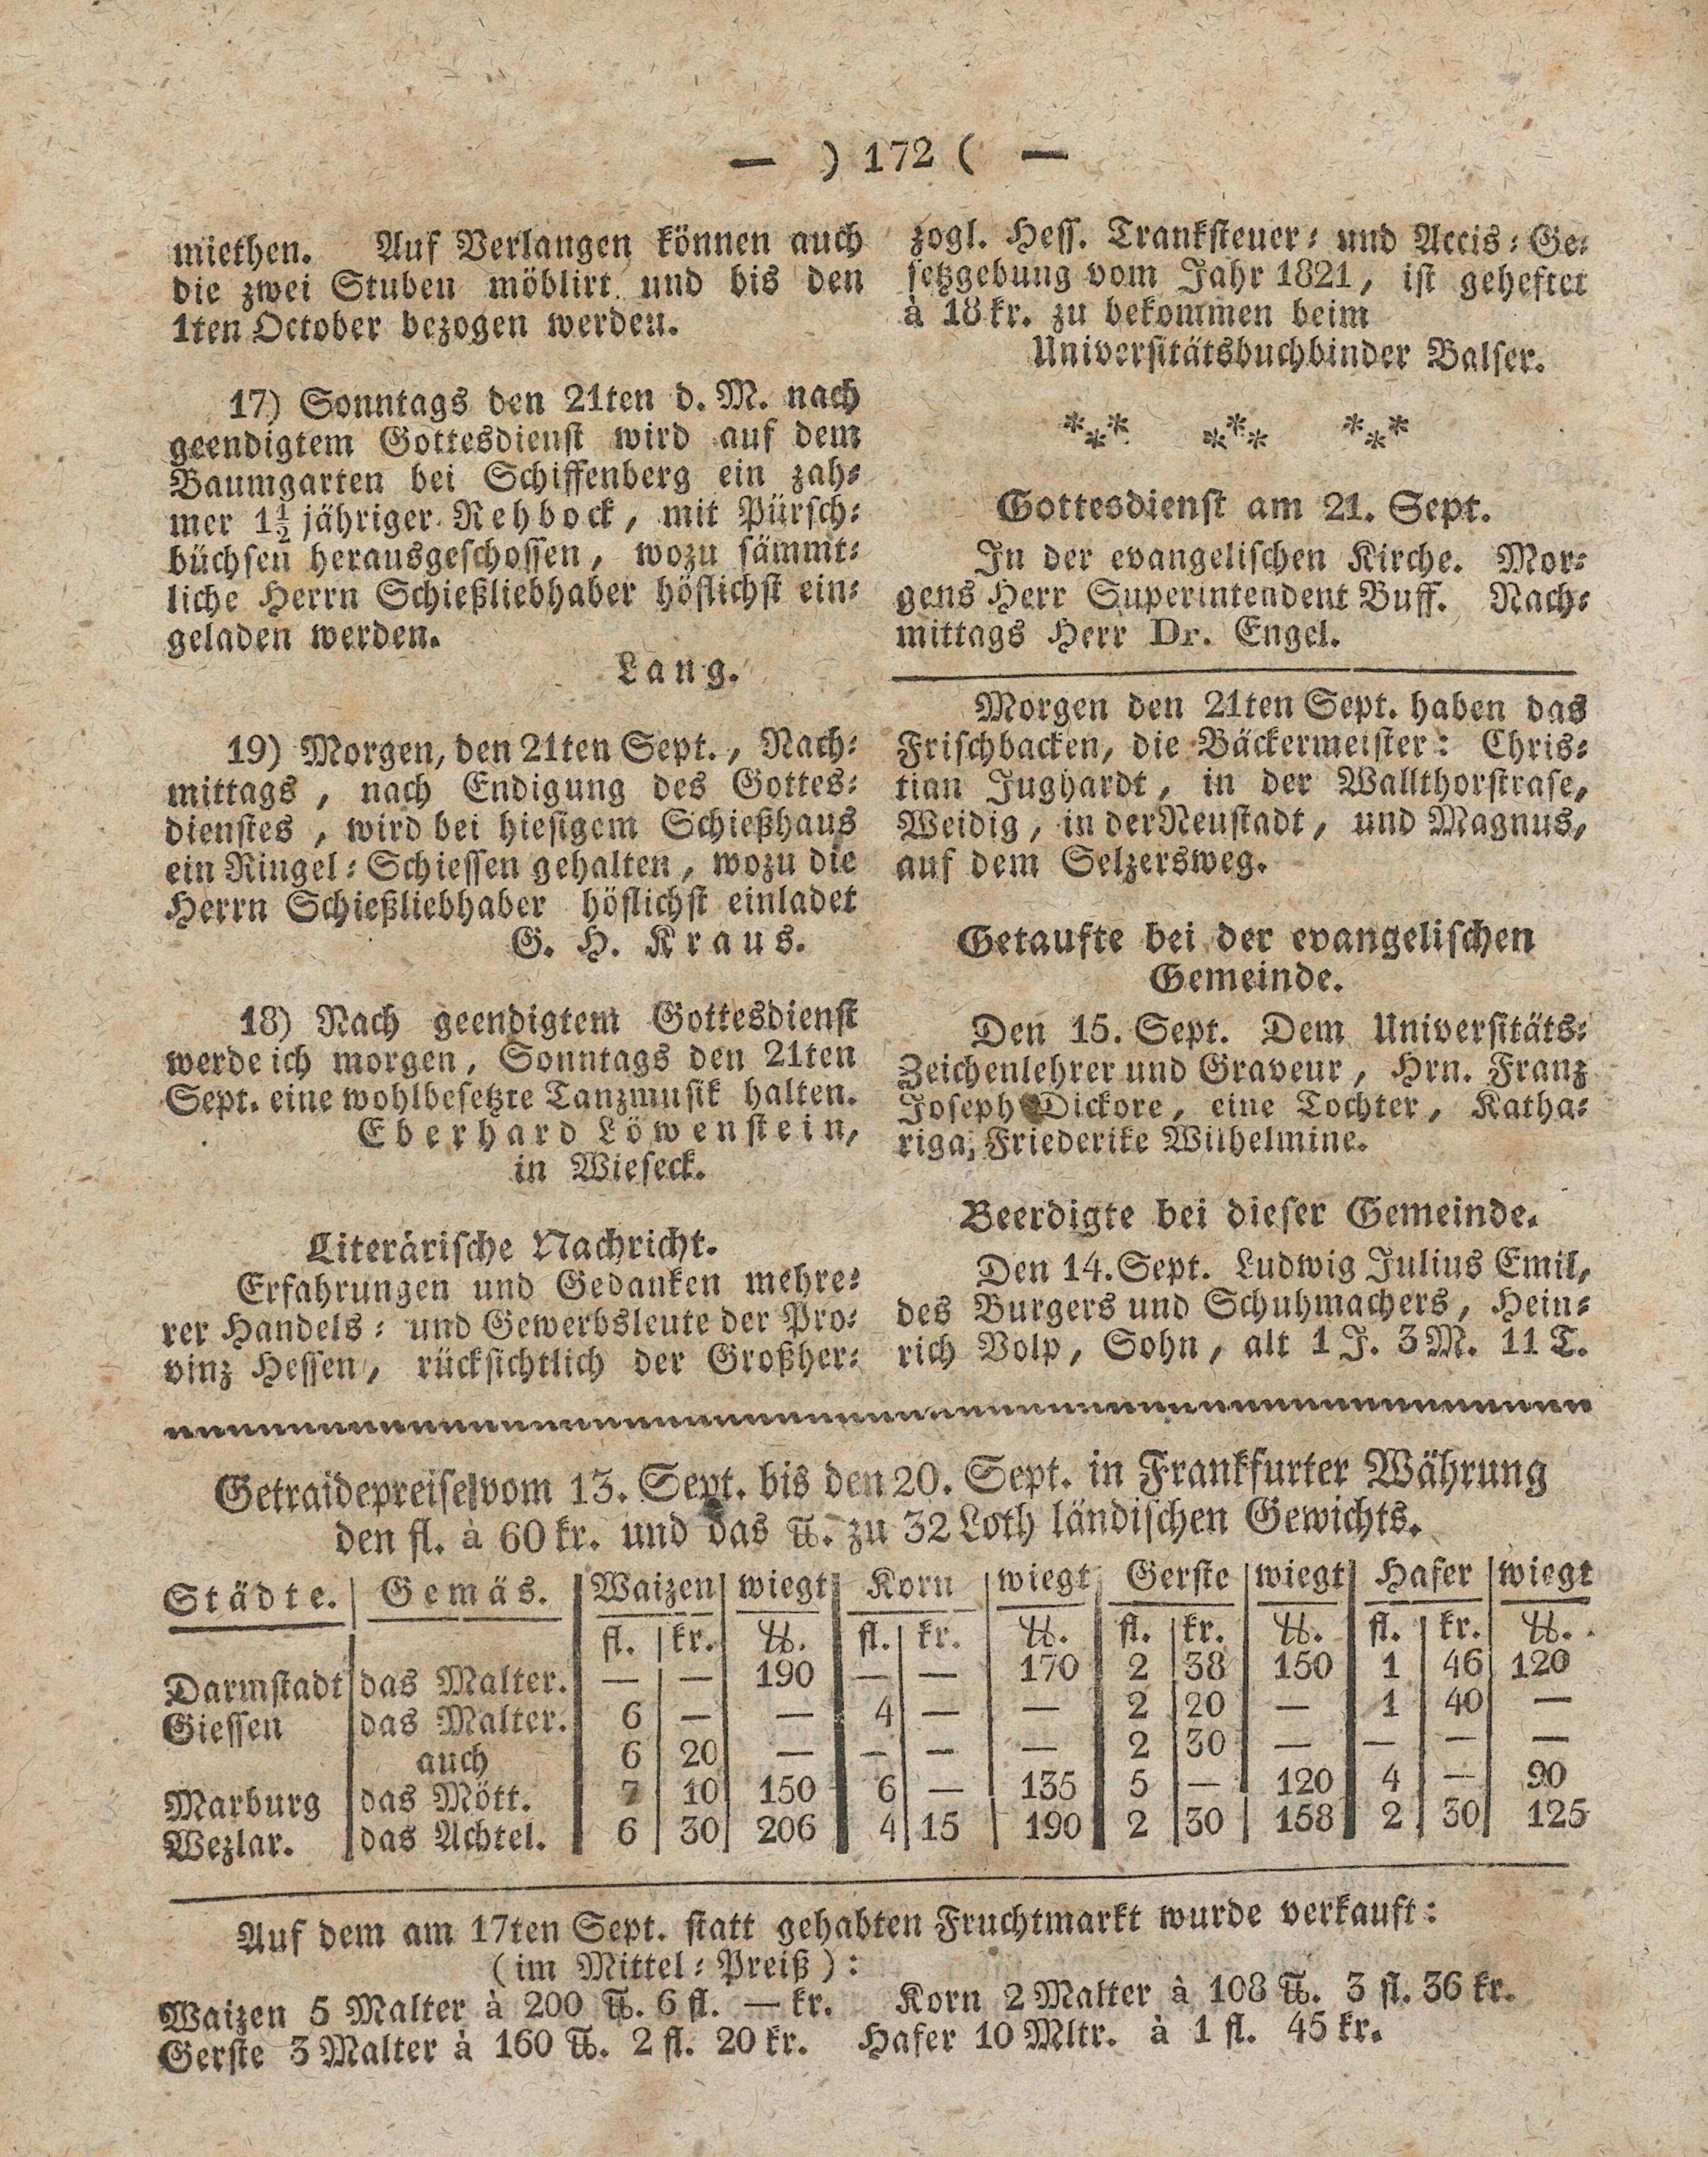 — ) 172 ( —
miethen. Auf Verlangen können auch
die zwei Stuben möblirt und bis den
1ten October bezogen werden.
17) Sonntags den 21ten d. M. nach
geendigtem Gottesdienst wird auf dem
Baumgarten bei Schiffenberg ein zah-
mer 1½ jähriger Rehbock, mit Pürsch-
büchsen herausgeschossen, wozu sämmt-
liche Herrn Schießliebhaber höflichst ein-
geladen werden.
Lang.
19) Morgen, den 21ten Sept., Nach-
mittags, nach Endigung des Gottes-
dienstes, wird bei hiesigem Schießhaus
ein Ringel-Schiessen gehalten, wozu die
Herrn Schießliebhaber höflichst einladet
G. H. Kraus.
18) Nach geendigtem Gottesdienst
werde ich morgen, Sonntags den 21ten
Sept. eine wohlbesetzte Tanzmusik halten.
Eberhard Löwenstein,
in Wieseck.
Literärische Nachricht.
Erfahrungen und Gedanken mehre-
rer Handels- und Gewerbsleute der Pro-
vinz Hessen, rücksichtlich der Großher-
zogl. Hess. Tranksteuer- und Accis-Ge-
setzgebung vom Jahr 1821, ist geheftet
à 18 kr. zu bekommen beim
Universitätsbuchbinder Balser.
*** *** ***
Gottesdienst am 21. Sept.
In der evangelischen Kirche. Mor-
gens Herr Superintendent Buff. Nach-
mittags Herr Dr. Engel.
Morgen den 21ten Sept. haben das
Frischbacken, die Bäckermeister: Chris-
tian Jughardt, in der Wallthorstrase,
Weidig, in der Neustadt, und Magnus,
auf dem Selzersweg.
Getaufte bei der evangelischen
Gemeinde.
Den 15. Sept. Dem Universitäts-
Zeichenlehrer und Graveur, Hrn. Franz
Joseph Dickore, eine Tochter, Katha-
riga, Friederike Wilhelmine.
Beerdigte bei dieser Gemeinde.
Den 14. Sept. Ludwig Julius Emil,
des Burgers und Schuhmachers, Hein-
rich Volp, Sohn, alt 1 J. 3 M. 11 T.
Getraidepreise vom 13. Sept. bis den 20. Sept. in Frankfurter Währung
den fl. à 60 kr. und das ℔. zu 32 Loth ländischen Gewichts.
Städte. Gemäs. Waizen wiegt Korn wiegt Gerste wiegt Hafer wiegt
fl. kr. ℔. fl. kr. ℔. fl. kr. ℔. fl. kr. ℔.
Darmstadt das Malter. — — 190 — — 170 2 38 150 1 46 120
Giessen das Malter. 6 — — 4 — — 2 20 — 1 40 —
auch 6 20 — — — — 2 30 — — — —
Marburg das Mött. 7 10 150 6 — 135 5 — 120 4 — 90
Wezlar. das Achtel. 6 30 206 4 15 190 2 30 158 2 30 125
Auf dem am 17ten Sept. statt gehabten Fruchtmarkt wurde verkauft:
(im Mittel-Preiß):
Waizen 5 Malter à 200 ℔. 6 fl. — kr. Korn 2 Malter à 108 ℔. 3 fl. 36 kr.
Gerste 3 Malter à 160 ℔. 2 fl. 20 kr. Hafer 10 Mltr. à 1 fl. 45 kr.